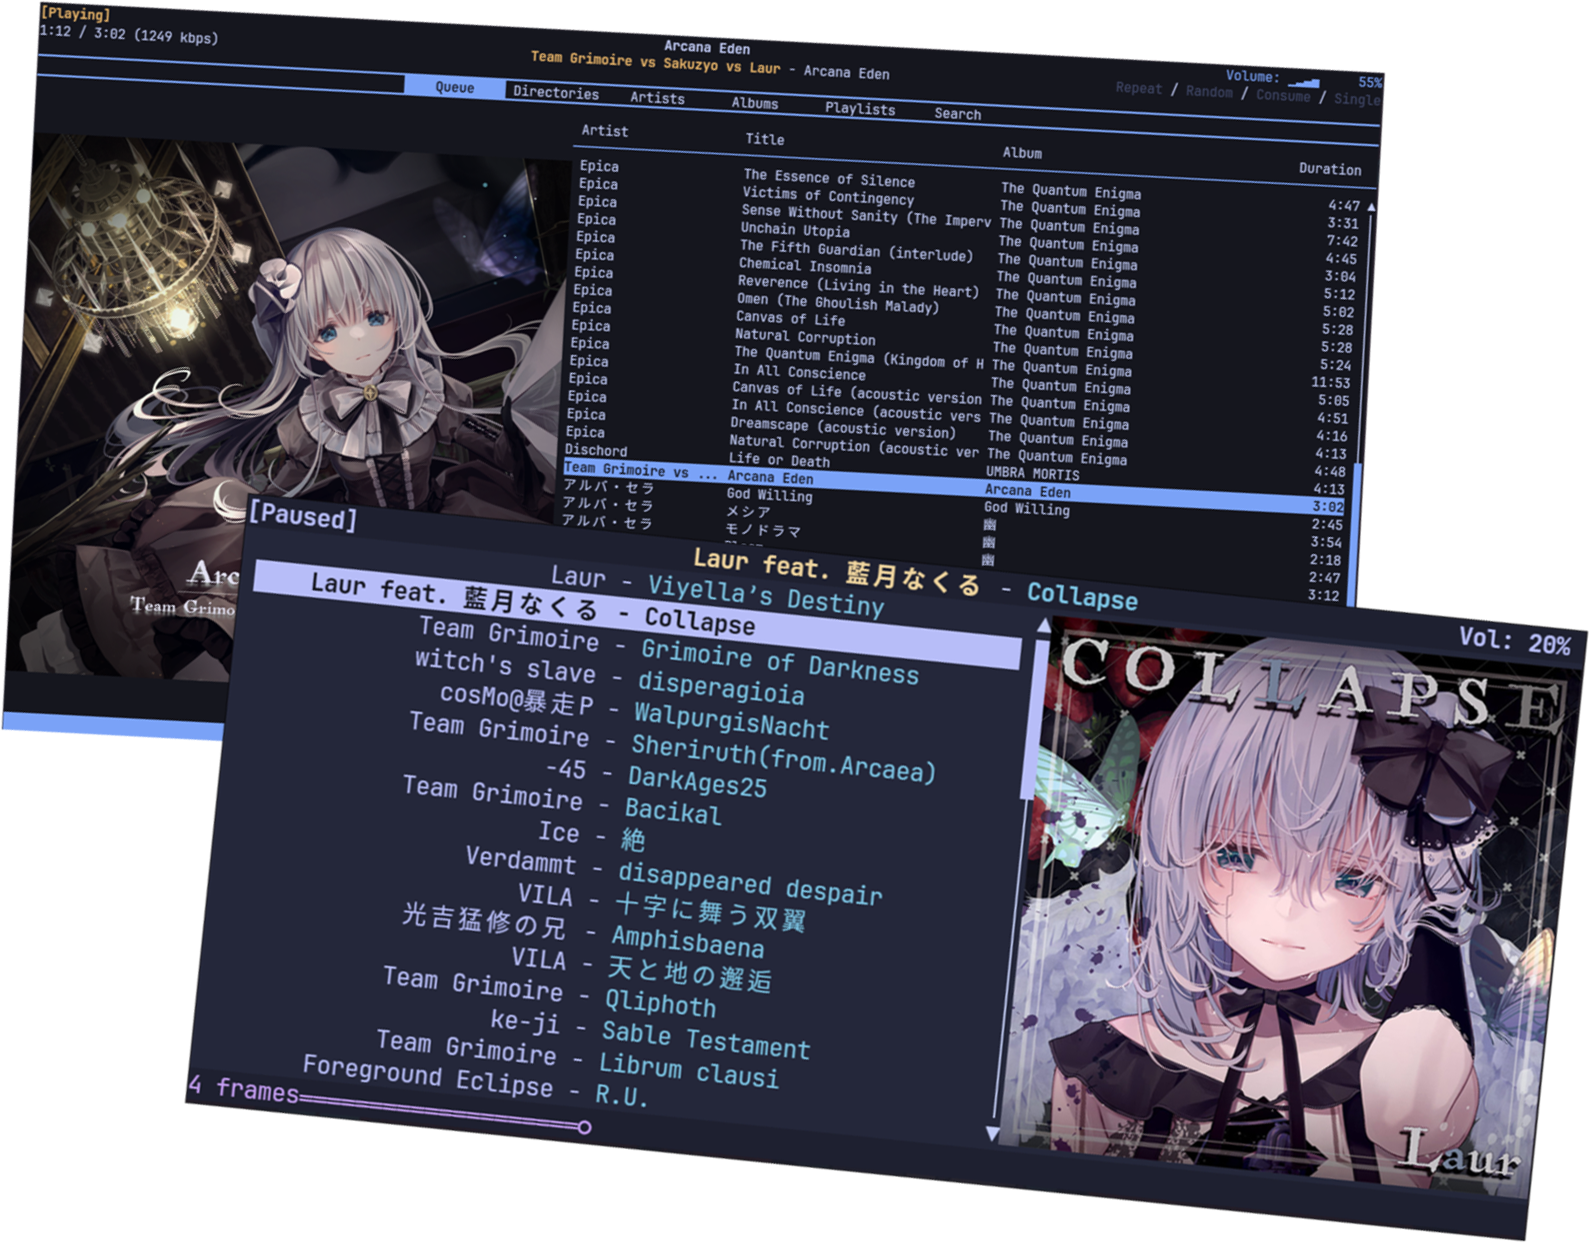 [Playing]
1:12 / 3:02 (1249 kbps)
Arcana Eden
Team Grimoire vs Sakuzyo vs Laur - Arcana Eden
Volume: 55%
Repeat / Random / Consume / Single
Queue Directories Artists Albums Playlists Search
Artist Title Album Duration
Epica The Essence of Silence The Quantum Enigma 4:47
Epica Victims of Contingency The Quantum Enigma 3:31
Epica Sense Without Sanity (The Imperv The Quantum Enigma 7:42
Epica Unchain Utopia The Quantum Enigma 4:45
Epica The Fifth Guardian (interlude) The Quantum Enigma 3:04
Epica Chemical Insomnia The Quantum Enigma 5:12
Epica Reverence (Living in the Heart) The Quantum Enigma 5:02
Epica Omen (The Ghoulish Malady) The Quantum Enigma 5:28
Epica Canvas of Life The Quantum Enigma 5:28
Epica Natural Corruption The Quantum Enigma 5:24
Epica The Quantum Enigma (Kingdom of H The Quantum Enigma 11:53
Epica In All Conscience The Quantum Enigma 5:05
Epica Canvas of Life (acoustic version The Quantum Enigma 4:51
Epica In All Conscience (acoustic vers The Quantum Enigma 4:16
Epica Dreamscape (acoustic version) The Quantum Enigma 4:13
Epica Natural Corruption (acoustic ver The Quantum Enigma 4:48
Dischord Life or Death UMBRA MORTIS 4:13
Team Grimoire vs ... Arcana Eden Arcana Eden 3:02
アルバ・セラ God Willing God Willing 2:45
アルバ・セラ メシア 幽 3:54
アルバ・セラ モノドラマ 幽 2:18
幽 2:47
3:12
Arc
Team Grimo
[Paused]
Laur feat. 藍月なくる - Collapse
Vol: 20%
Laur - Viyella's Destiny
Laur feat. 藍月なくる - Collapse
Team Grimoire - Grimoire of Darkness
witch's slave - disperagioia
cosMo@暴走P - WalpurgisNacht
Team Grimoire - Sheriruth(from.Arcaea)
-45 - DarkAges25
Team Grimoire - Bacikal
Ice - 絶
Verdammt - disappeared despair
VILA - 十字に舞う双翼
光吉猛修の兄 - Amphisbaena
VILA - 天と地の邂逅
Team Grimoire - Qliphoth
ke-ji - Sable Testament
Team Grimoire - Librum clausi
Foreground Eclipse - R.U.
4 frames
COLLAPSE
Laur